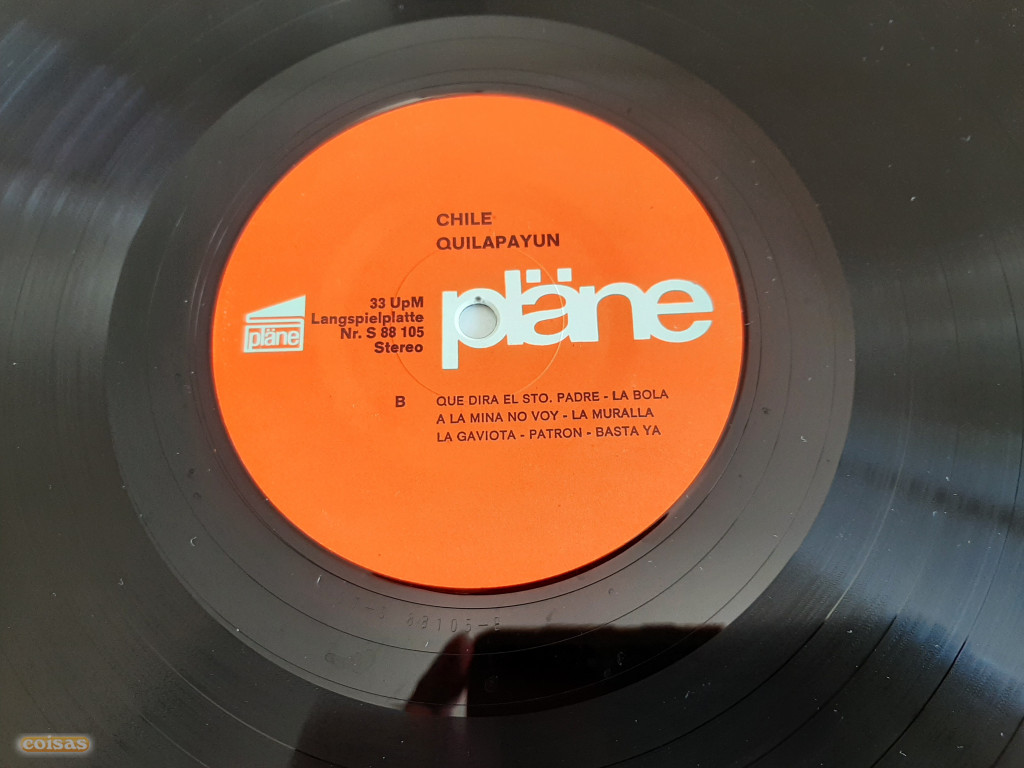 CHILE
QUILAPAYUN
pläne
pläne
33 UpM
Langspielplatte
Nr. S 88 105
Stereo
B
QUE DIRA EL STO. PADRE - LA BOLA
A LA MINA NO VOY - LA MURALLA
LA GAVIOTA - PATRON - BASTA YA
coisas